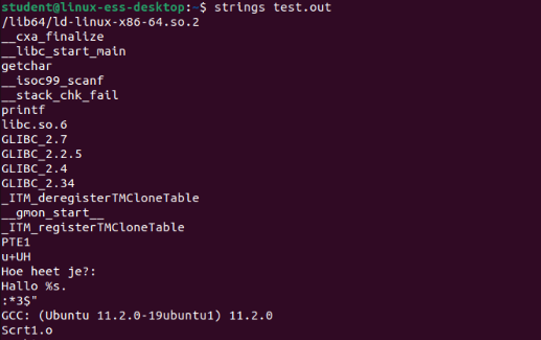 student@linux-ess-desktop:~$ strings test.out
/lib64/ld-linux-x86-64.so.2
__cxa_finalize
__libc_start_main
getchar
__isoc99_scanf
__stack_chk_fail
printf
libc.so.6
GLIBC_2.7
GLIBC_2.2.5
GLIBC_2.4
GLIBC_2.34
_ITM_deregisterTMCloneTable
__gmon_start__
_ITM_registerTMCloneTable
PTE1
u+UH
Hoe heet je?:
Hallo %s.
:*3$"
GCC: (Ubuntu 11.2.0-19ubuntu1) 11.2.0
Scrt1.o